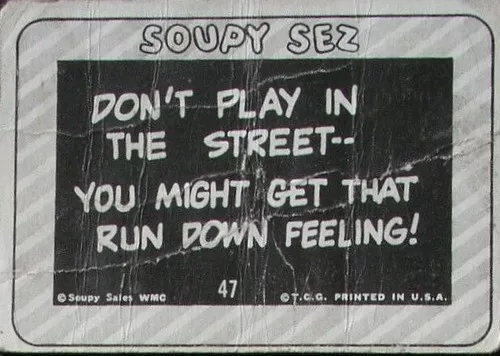 SOUPY SEZ
DON'T PLAY IN
THE STREET--
YOU MIGHT GET THAT
RUN DOWN FEELING!
© Soupy Sales WMC 47 © T.C.G. PRINTED IN U.S.A.